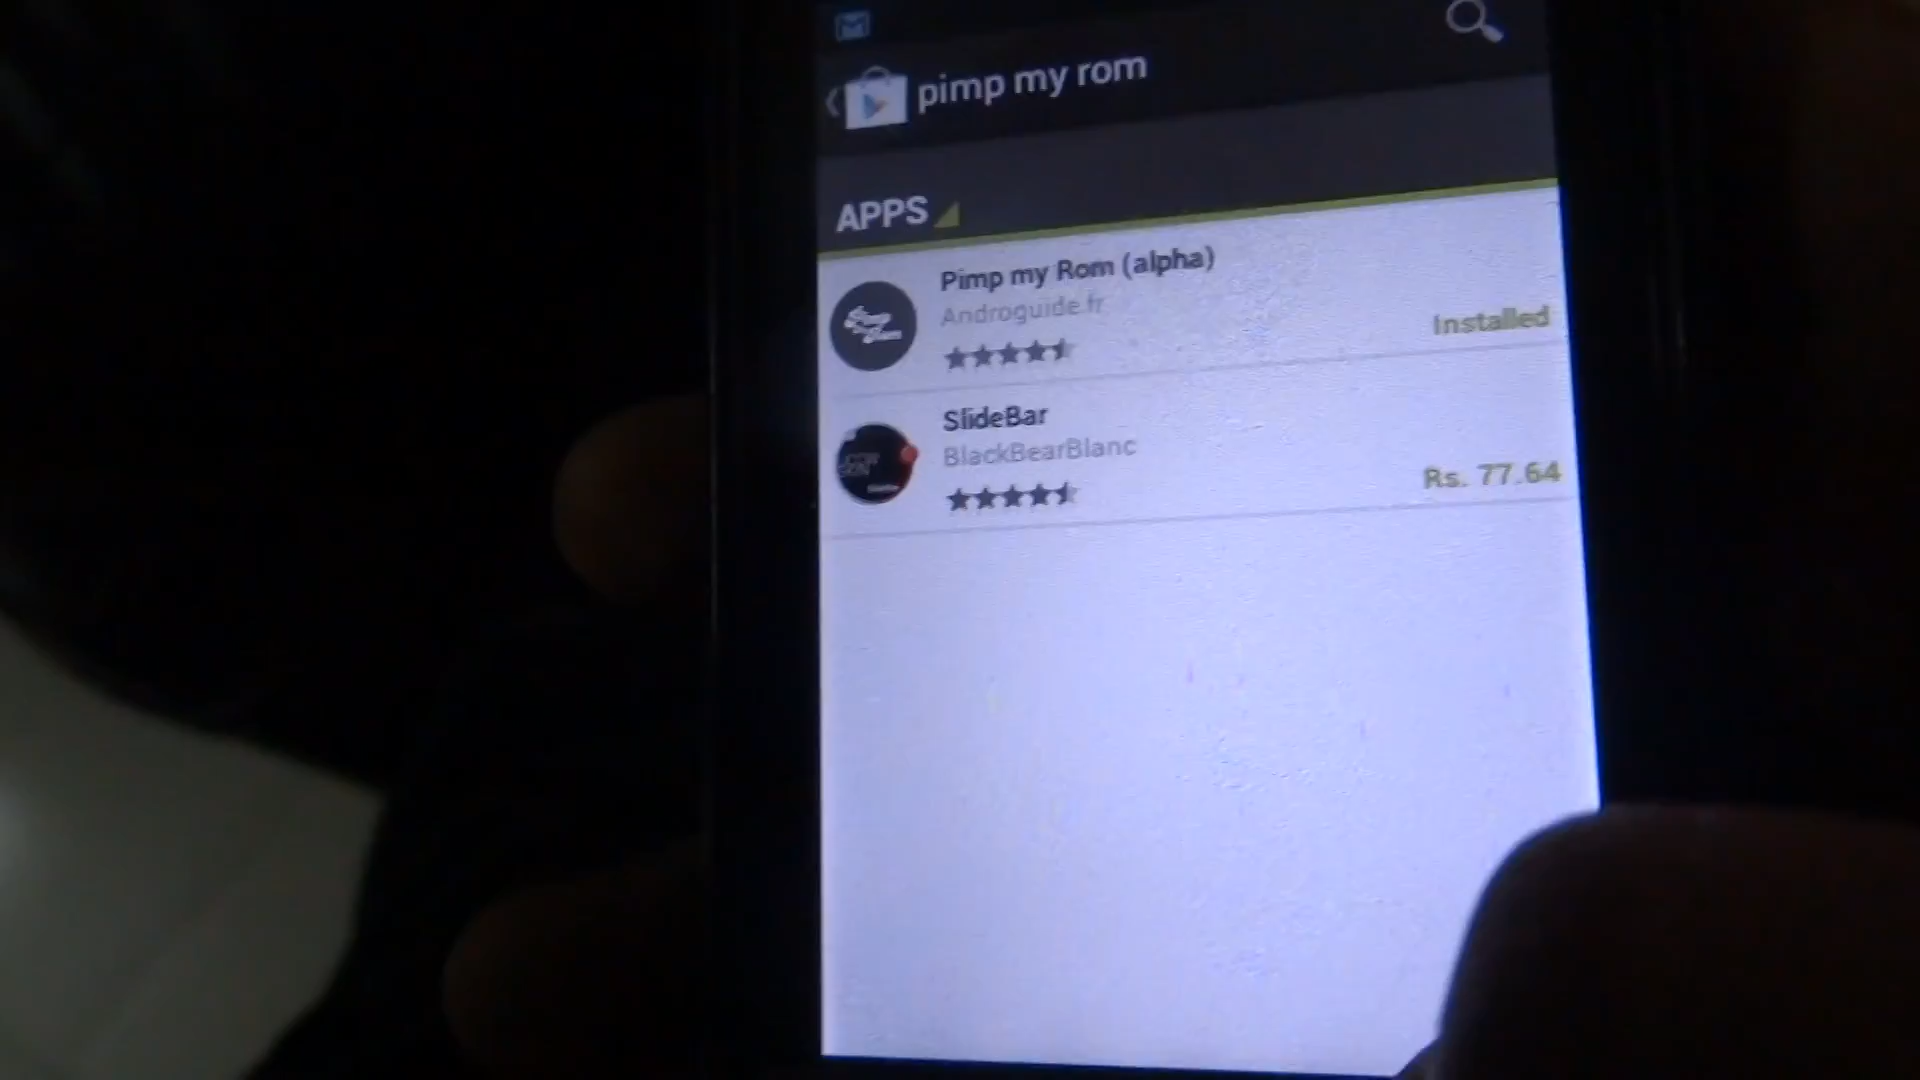 pimp my rom
APPS
Pimp my Rom (alpha)
Androguide.fr
Installed
SlideBar
BlackBearBlanc
Rs. 77.64